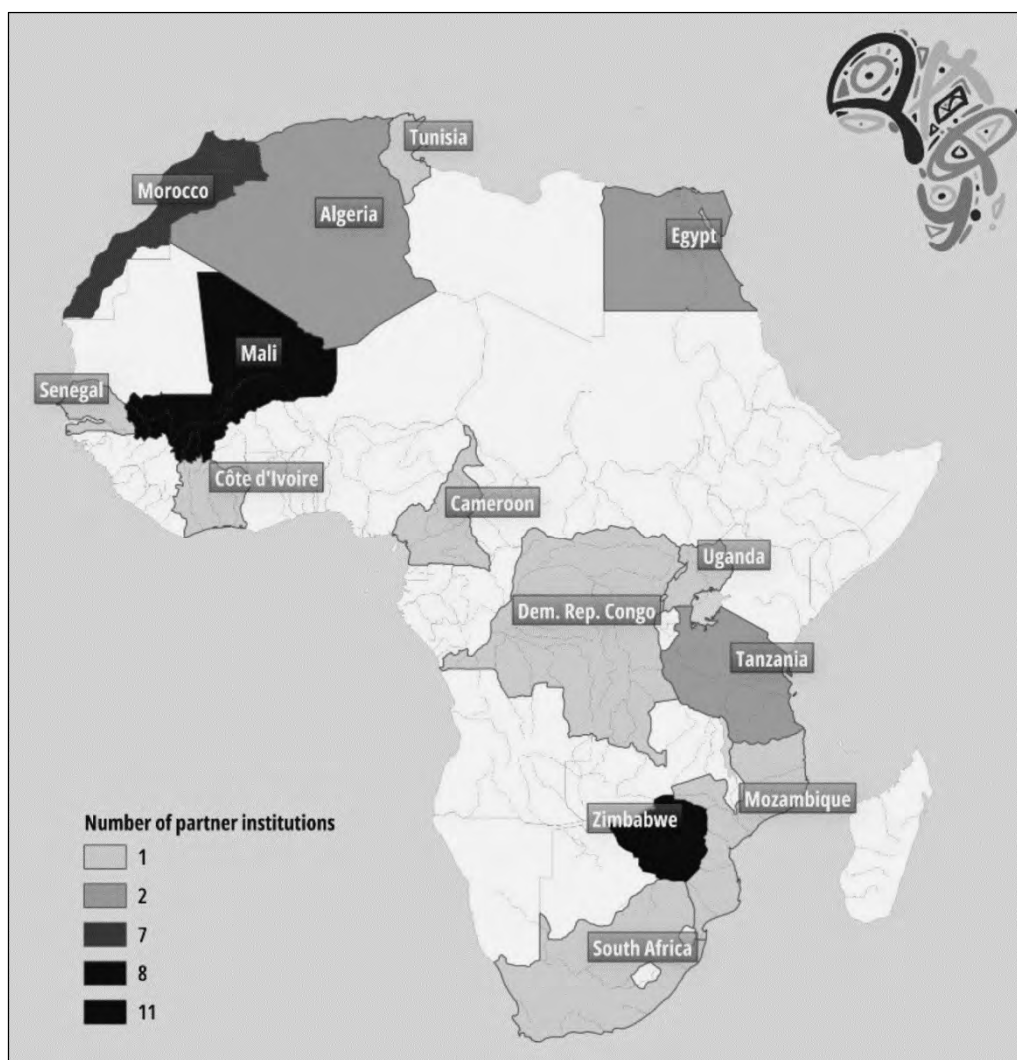 Tunisia
Morocco
Algeria
Egypt
Mali
Senegal
Côte d'Ivoire
Cameroon
Uganda
Dem. Rep. Congo
Tanzania
Mozambique
Zimbabwe
South Africa
Number of partner institutions
1
2
7
8
11